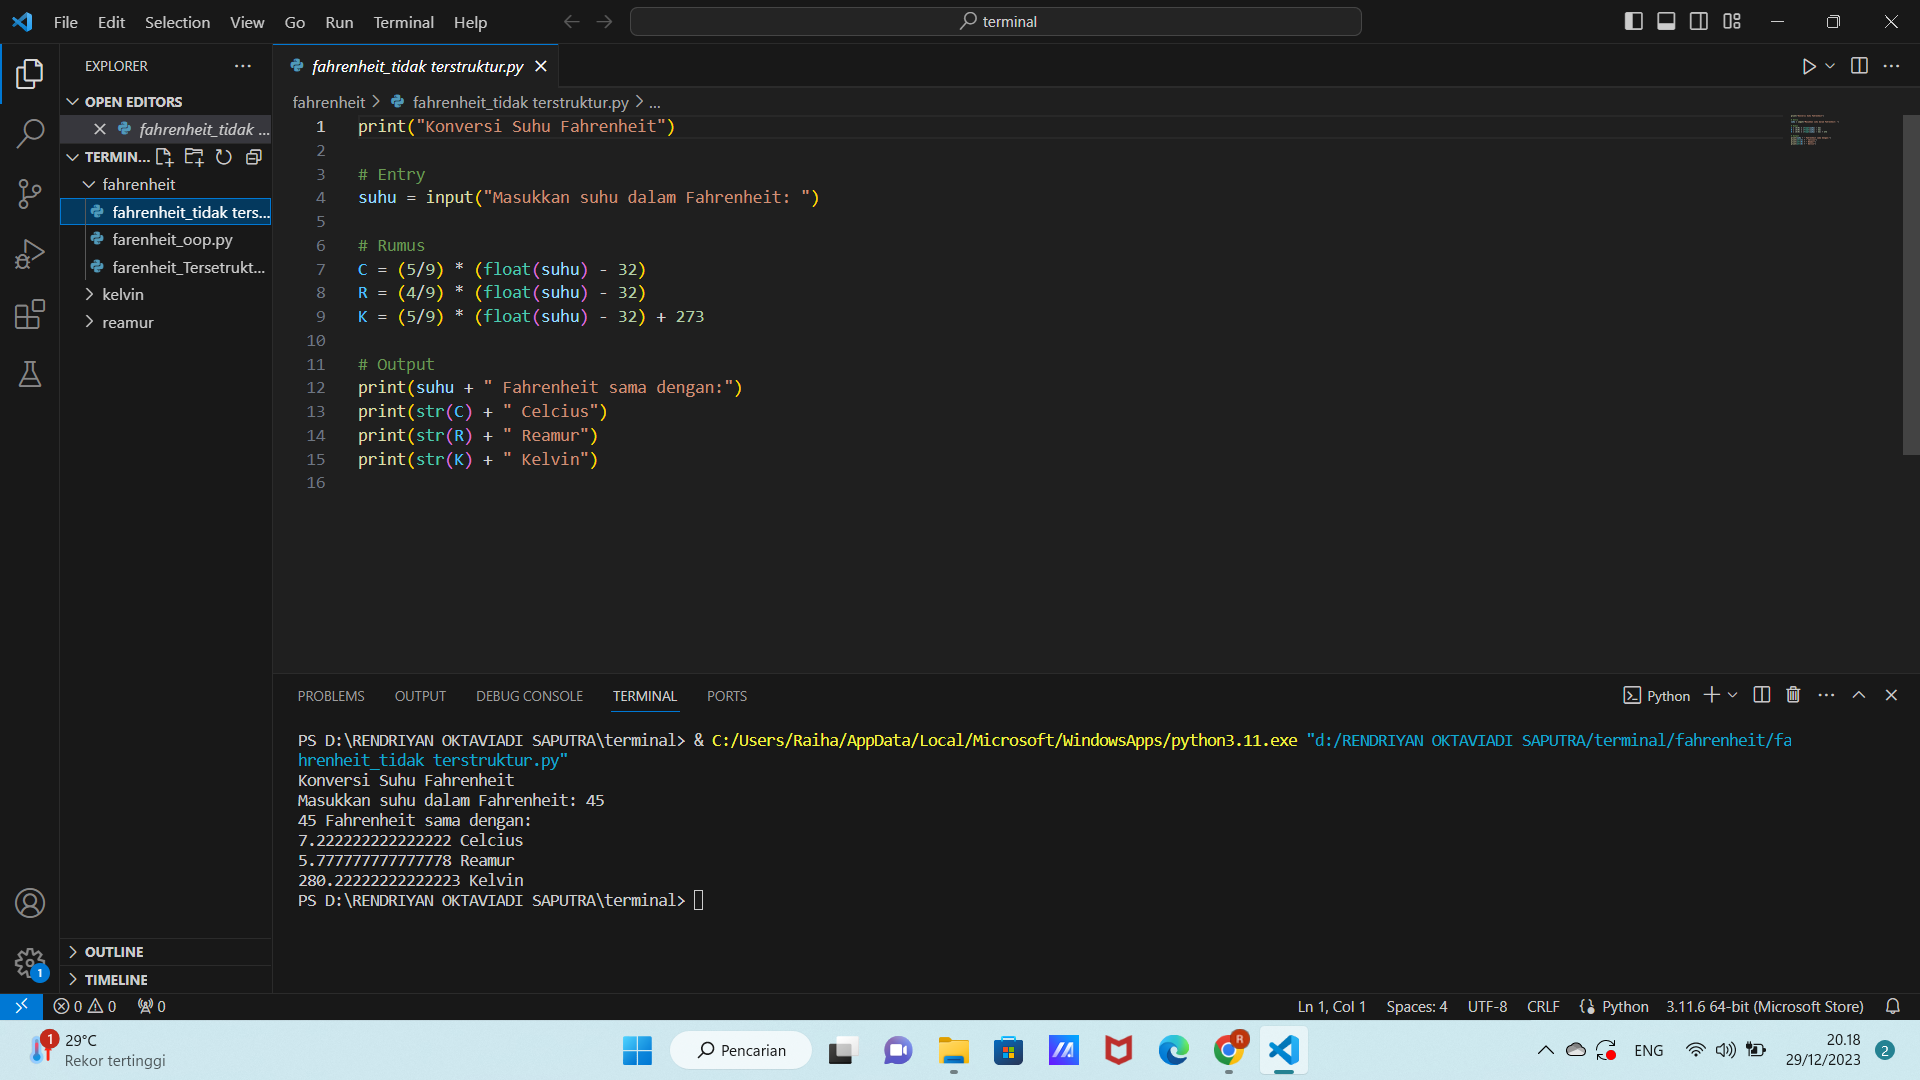 File Edit Selection View Go Run Terminal Help
terminal
EXPLORER
OPEN EDITORS
fahrenheit_tidak ...
TERMIN...
fahrenheit
fahrenheit_tidak ters...
farenheit_oop.py
farenheit_Tersetrukt...
kelvin
reamur
OUTLINE
TIMELINE
fahrenheit_tidak terstruktur.py
fahrenheit > fahrenheit_tidak terstruktur.py > ...
1 print("Konversi Suhu Fahrenheit")
2
3 # Entry
4 suhu = input("Masukkan suhu dalam Fahrenheit: ")
5
6 # Rumus
7 C = (5/9) * (float(suhu) - 32)
8 R = (4/9) * (float(suhu) - 32)
9 K = (5/9) * (float(suhu) - 32) + 273
10
11 # Output
12 print(suhu + " Fahrenheit sama dengan:")
13 print(str(C) + " Celcius")
14 print(str(R) + " Reamur")
15 print(str(K) + " Kelvin")
16
PROBLEMS OUTPUT DEBUG CONSOLE TERMINAL PORTS
Python
PS D:\RENDRIYAN OKTAVIADI SAPUTRA\terminal> & C:/Users/Raiha/AppData/Local/Microsoft/WindowsApps/python3.11.exe "d:/RENDRIYAN OKTAVIADI SAPUTRA/terminal/fahrenheit/fa
hrenheit_tidak terstruktur.py"
Konversi Suhu Fahrenheit
Masukkan suhu dalam Fahrenheit: 45
45 Fahrenheit sama dengan:
7.222222222222222 Celcius
5.777777777777778 Reamur
280.22222222222223 Kelvin
PS D:\RENDRIYAN OKTAVIADI SAPUTRA\terminal>
1
0 0 0
Ln 1, Col 1 Spaces: 4 UTF-8 CRLF Python 3.11.6 64-bit (Microsoft Store)
1
29°C
Rekor tertinggi
Pencarian
R
ENG
20.18
29/12/2023
2